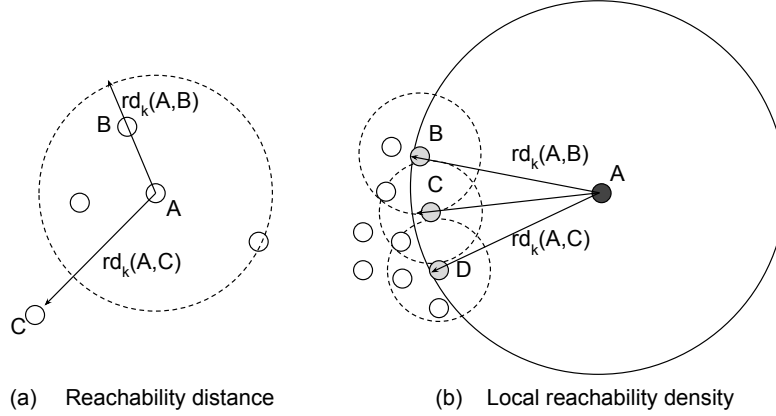 rd_k(A,B)
B
A
rd_k(A,C)
C
B
rd_k(A,B)
C
A
rd_k(A,C)
D
(a) Reachability distance
(b) Local reachability density